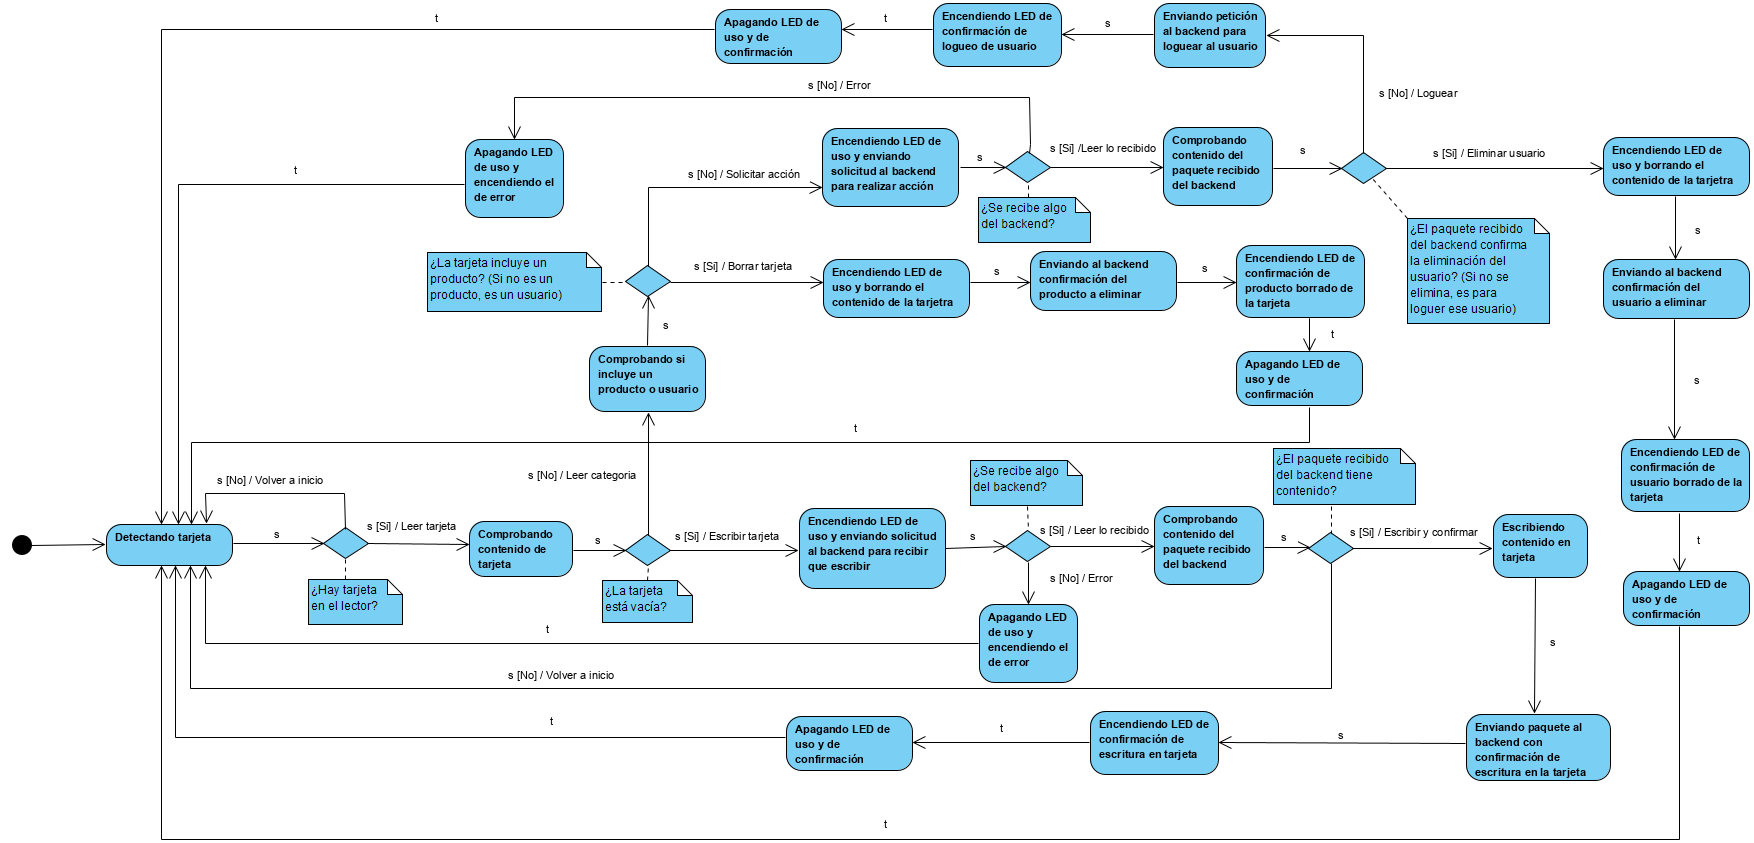 t
Apagando LED de
uso y de
confirmación
t
Encendiendo LED de
confirmación de
logueo de usuario
s
Enviando petición
al backend para
loguear al usuario
s [No] / Loguear
s [No] / Error
Apagando LED
de uso y
encendiendo el
de error
t
s [No] / Solicitar acción
Encendiendo LED de
uso y enviando
solicitud al backend
para realizar acción
s
¿Se recibe algo
del backend?
s [Si] /Leer lo recibido
Comprobando
contenido del
paquete recibido
del backend
s
s [Si] / Eliminar usuario
Encendiendo LED de
uso y borrando el
contenido de la tarjetra
¿El paquete recibido
del backend confirma
la eliminación del
usuario? (Si no se
elimina, es para
loguer ese usuario)
s
Enviando al backend
confirmación del
usuario a eliminar
s
¿La tarjeta incluye un
producto? (Si no es un
producto, es un usuario)
s [Si] / Borrar tarjeta
Encendiendo LED de
uso y borrando el
contenido de la tarjetra
s
Enviando al backend
confirmación del
producto a eliminar
s
Encendiendo LED de
confirmación de
producto borrado de
la tarjeta
t
Apagando LED de
uso y de
confirmación
t
s
Comprobando si
incluye un
producto o usuario
s [No] / Leer categoria
s [No] / Volver a inicio
Detectando tarjeta
s
¿Hay tarjeta
en el lector?
s [Si] / Leer tarjeta
Comprobando
contenido de
tarjeta
s
¿La tarjeta
está vacía?
s [Si] / Escribir tarjeta
Encendiendo LED de
uso y enviando solicitud
al backend para recibir
que escribir
s
¿Se recibe algo
del backend?
s [Si] / Leer lo recibido
s [No] / Error
Apagando LED
de uso y
encendiendo el
de error
t
Comprobando
contenido del
paquete recibido
del backend
s
¿El paquete recibido
del backend tiene
contenido?
s [Si] / Escribir y confirmar
s [No] / Volver a inicio
Escribiendo
contenido en
tarjeta
s
Encendiendo LED de
confirmación de
usuario borrado de la
tarjeta
t
Apagando LED de
uso y de
confirmación
Enviando paquete al
backend con
confirmación de
escritura en la tarjeta
s
Encendiendo LED de
confirmación de
escritura en tarjeta
t
Apagando LED de
uso y de
confirmación
t
t